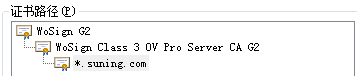 证书路径(P)
WoSign G2
WoSign Class 3 OV Pro Server CA G2
*.suning.com